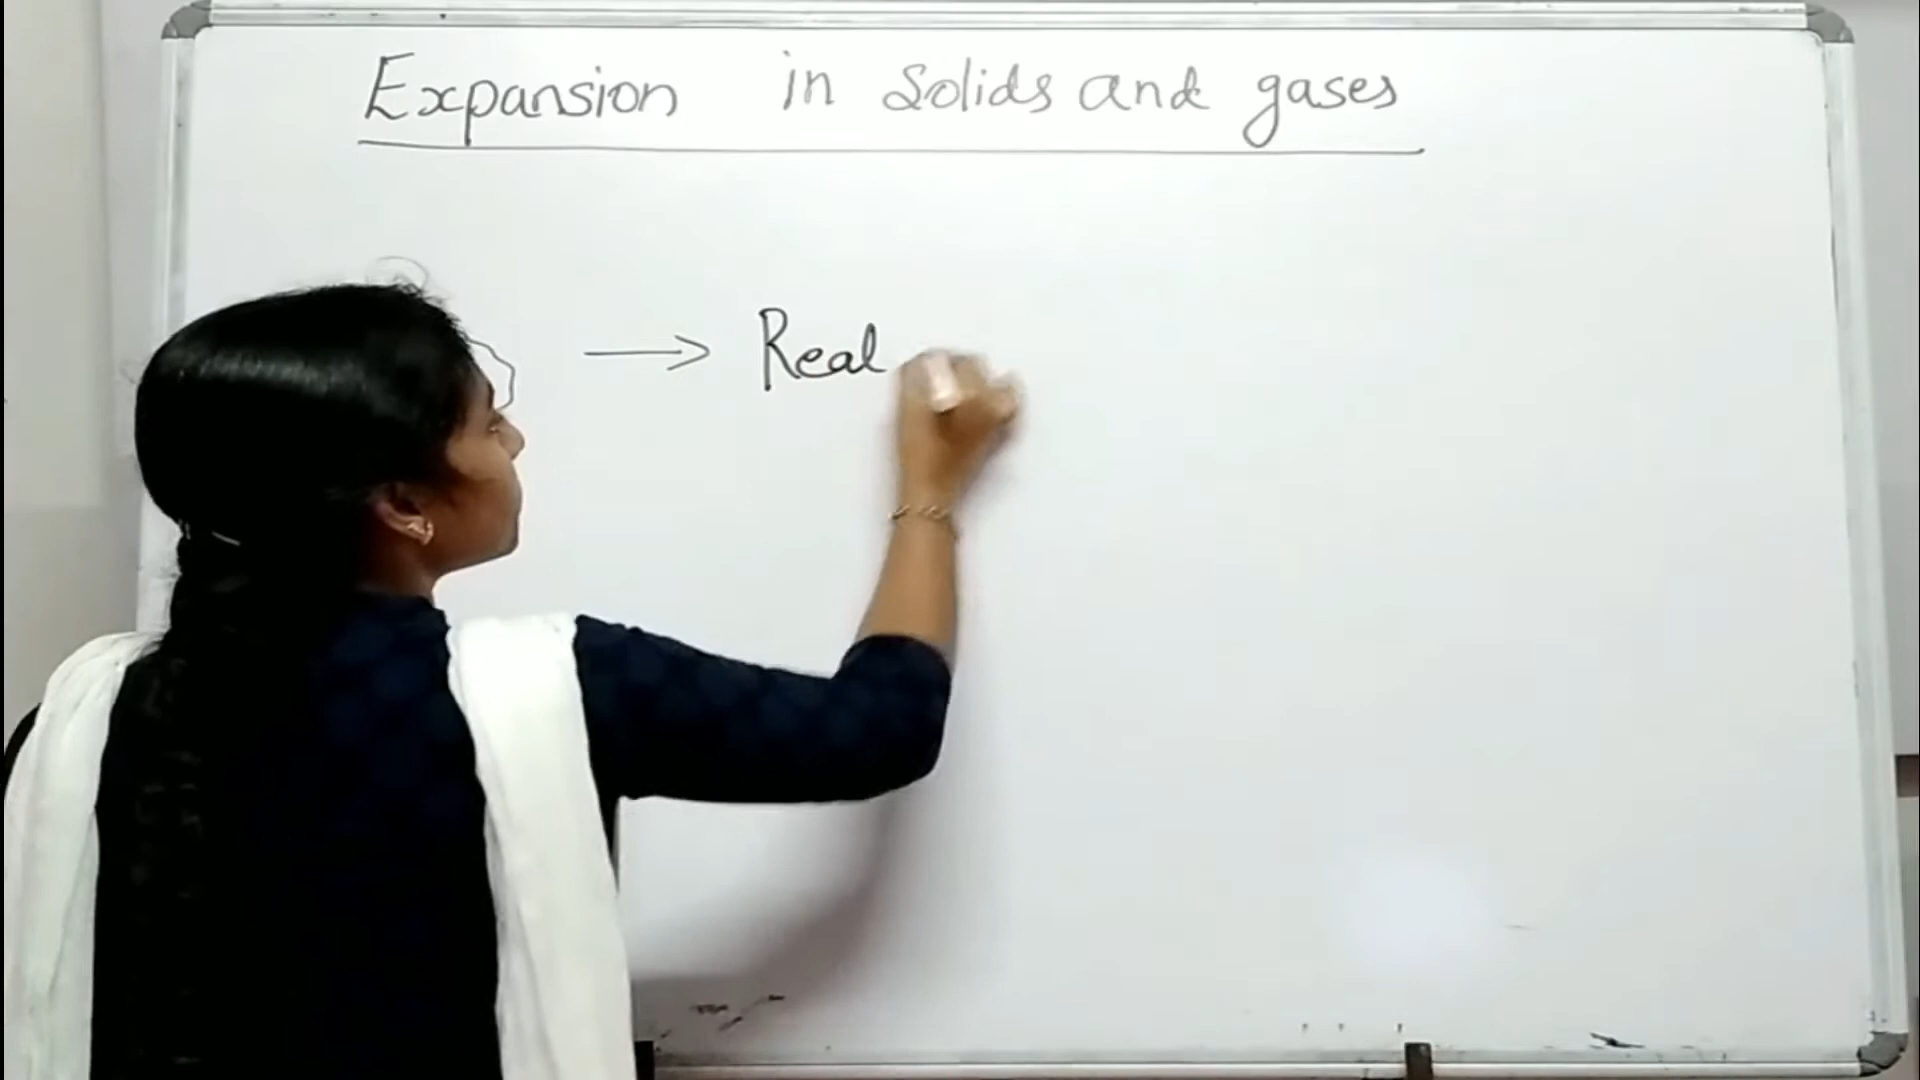 Expansion in Solids and gases
→ Real